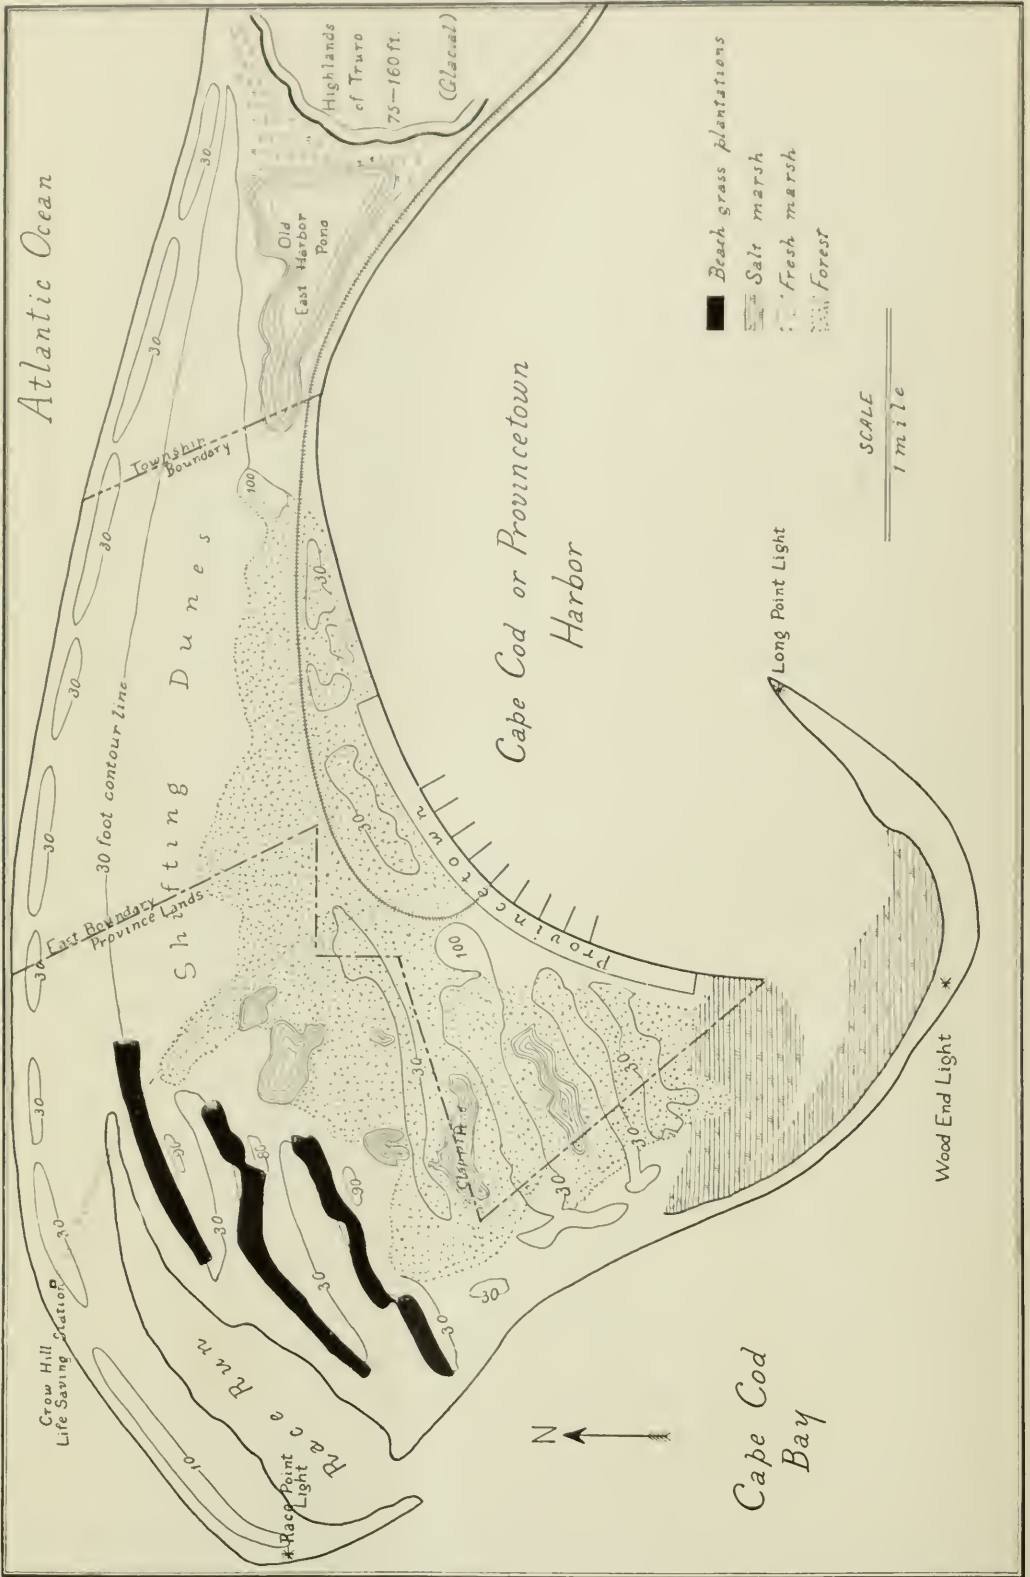 Atlantic Ocean
Highlands
of Truro
75—160 ft.
(Glacial)
30
30
30
30
30
30
30
30
10
Old
East Harbor
Pond
Township
Boundary
100
30 foot contour line
Shifting Dunes
East Boundary
Province Lands
30
30
Provincetown
100
30
30
30
30
30
30
30
30
90
Crow Hill
Life Saving Station
Race Run
Race Point
Light
Cape Cod or Provincetown
Harbor
Beach grass plantations
Salt marsh
Fresh marsh
Forest
SCALE
1 mile
Long Point Light
Wood End Light
N
Cape Cod
Bay